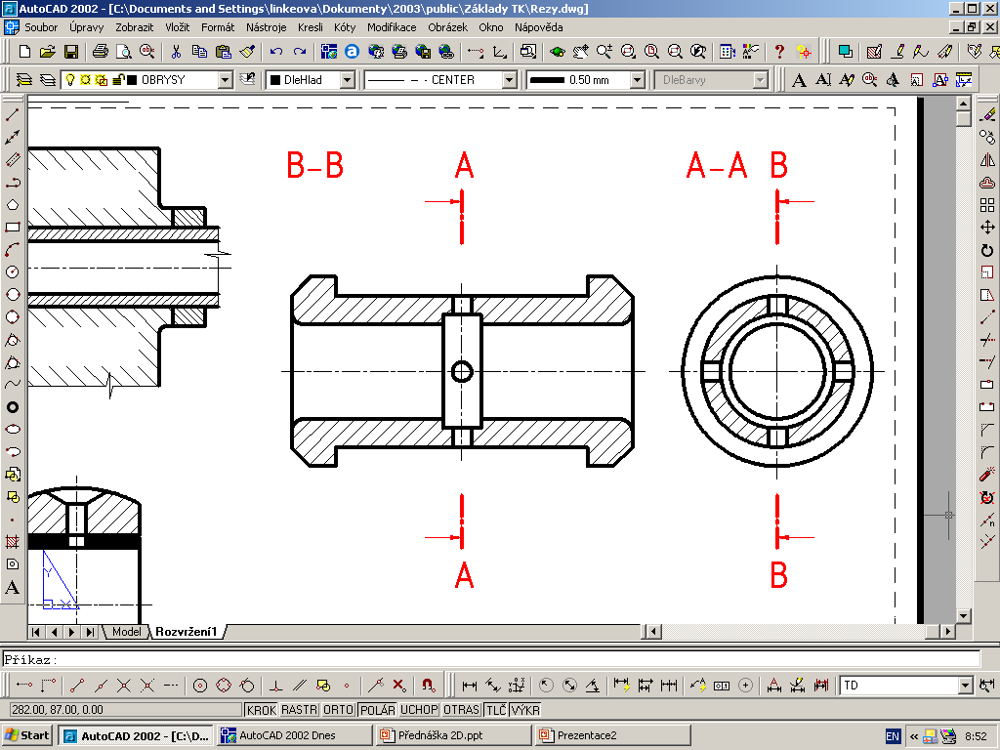 AutoCAD 2002 - [C:\Documents and Settings\linkeova\Dokumenty\2003\public\Základy TK\Rezy.dwg]
Soubor Úpravy Zobrazit Vložit Formát Nástroje Kresli Kóty Modifikace Obrázek Okno Nápověda
OBRYSY DleHlad CENTER 0.50 mm DleBarvy
B-B A A-A B
A B
Y
X
Model Rozvržení1
Příkaz:
TD
282.00, 87.00, 0.00 KROK RASTR ORTO POLÁR UCHOP OTRAS TLČ VÝKR
Start AutoCAD 2002 - [C:\D... AutoCAD 2002 Dnes Přednáška 2D.ppt Prezentace2 EN « 8:52